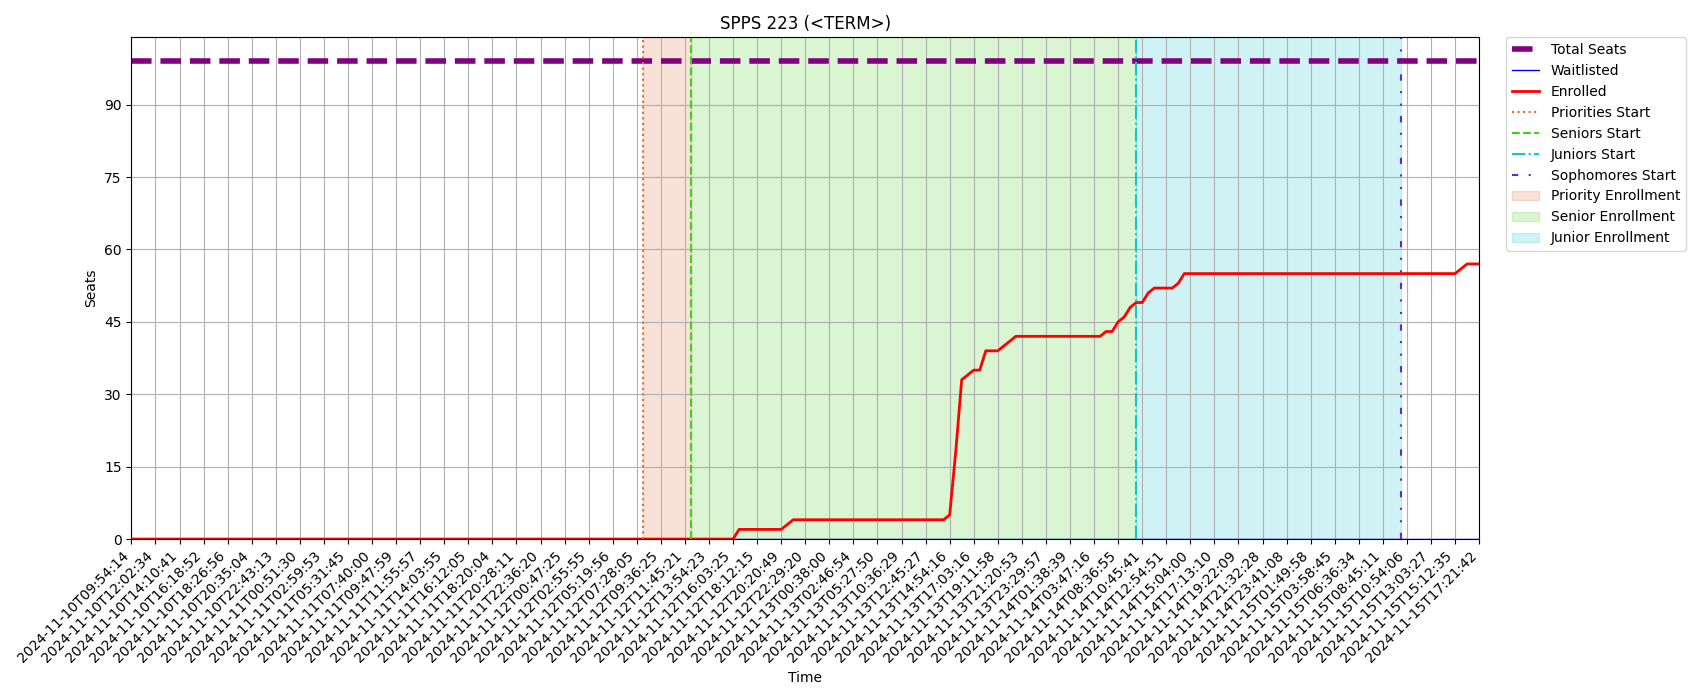 SPPS 223 (<TERM>)
Total Seats
Waitlisted
Enrolled
Priorities Start
Seniors Start
Juniors Start
Sophomores Start
Priority Enrollment
Senior Enrollment
Junior Enrollment
Seats
90
75
60
45
30
15
0
2024-11-10T09:54:14
2024-11-10T12:02:34
2024-11-10T14:10:41
2024-11-10T16:18:52
2024-11-10T18:26:56
2024-11-10T20:35:04
2024-11-10T22:43:13
2024-11-11T00:51:30
2024-11-11T02:59:53
2024-11-11T05:31:45
2024-11-11T07:40:00
2024-11-11T09:47:59
2024-11-11T11:55:57
2024-11-11T14:03:55
2024-11-11T16:12:05
2024-11-11T18:20:04
2024-11-11T20:28:11
2024-11-11T22:36:20
2024-11-12T00:47:25
2024-11-12T02:55:55
2024-11-12T05:19:56
2024-11-12T07:28:05
2024-11-12T09:36:25
2024-11-12T11:45:21
2024-11-12T13:54:23
2024-11-12T16:03:25
2024-11-12T18:12:15
2024-11-12T20:20:49
2024-11-12T22:29:20
2024-11-13T00:38:00
2024-11-13T02:46:54
2024-11-13T05:27:50
2024-11-13T10:36:29
2024-11-13T12:45:27
2024-11-13T14:54:16
2024-11-13T17:03:16
2024-11-13T19:11:58
2024-11-13T21:20:53
2024-11-13T23:29:57
2024-11-14T01:38:39
2024-11-14T03:47:16
2024-11-14T08:36:55
2024-11-14T10:45:41
2024-11-14T12:54:51
2024-11-14T15:04:00
2024-11-14T17:13:10
2024-11-14T19:22:09
2024-11-14T21:32:28
2024-11-14T23:41:08
2024-11-15T01:49:58
2024-11-15T03:58:45
2024-11-15T06:36:34
2024-11-15T08:45:11
2024-11-15T10:54:06
2024-11-15T13:03:27
2024-11-15T15:12:35
2024-11-15T17:21:42
Time